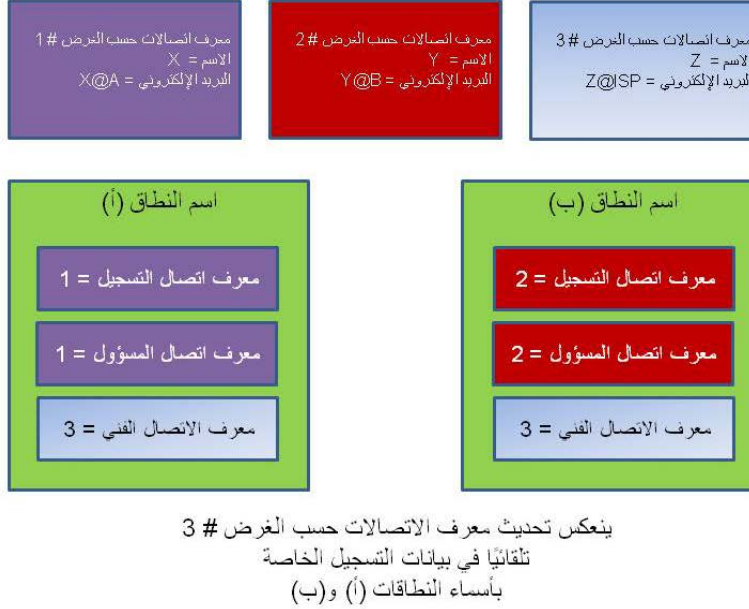 معرف اتصالات حسب الغرض # 1
الاسم = X
البريد الإلكتروني = X@A
معرف اتصالات حسب الغرض # 2
الاسم = Y
البريد الإلكتروني = Y@B
معرف اتصالات حسب الغرض # 3
الاسم = Z
البريد الإلكتروني = Z@ISP
اسم النطاق (أ)
معرف اتصال التسجيل = 1
معرف اتصال المسؤول = 1
معرف الاتصال الفني = 3
اسم النطاق (ب)
معرف اتصال التسجيل = 2
معرف اتصال المسؤول = 2
معرف الاتصال الفني = 3
ينعكس تحديث معرف الاتصالات حسب الغرض # 3
تلقائيًا في بيانات التسجيل الخاصة
بأسماء النطاقات (أ) و(ب)